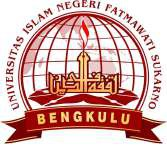 UNIVERSITAS ISLAM NEGERI FATMAWATI SUKARNO
BENGKULU